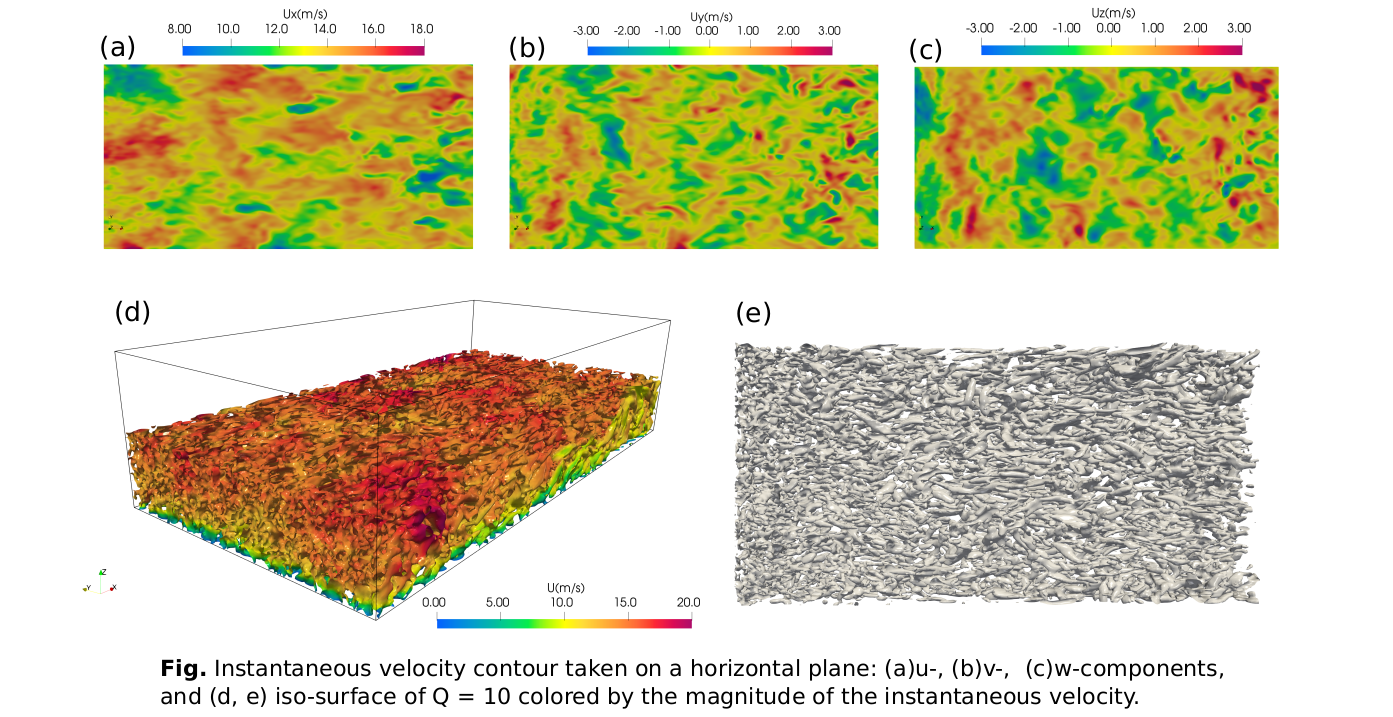 Ux(m/s)
8.00 10.0 12.0 14.0 16.0 18.0
(a)
Uy(m/s)
-3.00 -2.00 -1.00 0.00 1.00 2.00 3.00
(b)
Uz(m/s)
-3.00 -2.00 -1.00 0.00 1.00 2.00 3.00
(c)
(d)
(e)
Z
Y X
U(m/s)
0.00 5.00 10.0 15.0 20.0
Fig. Instantaneous velocity contour taken on a horizontal plane: (a)u-, (b)v-, (c)w-components,
and (d, e) iso-surface of Q = 10 colored by the magnitude of the instantaneous velocity.